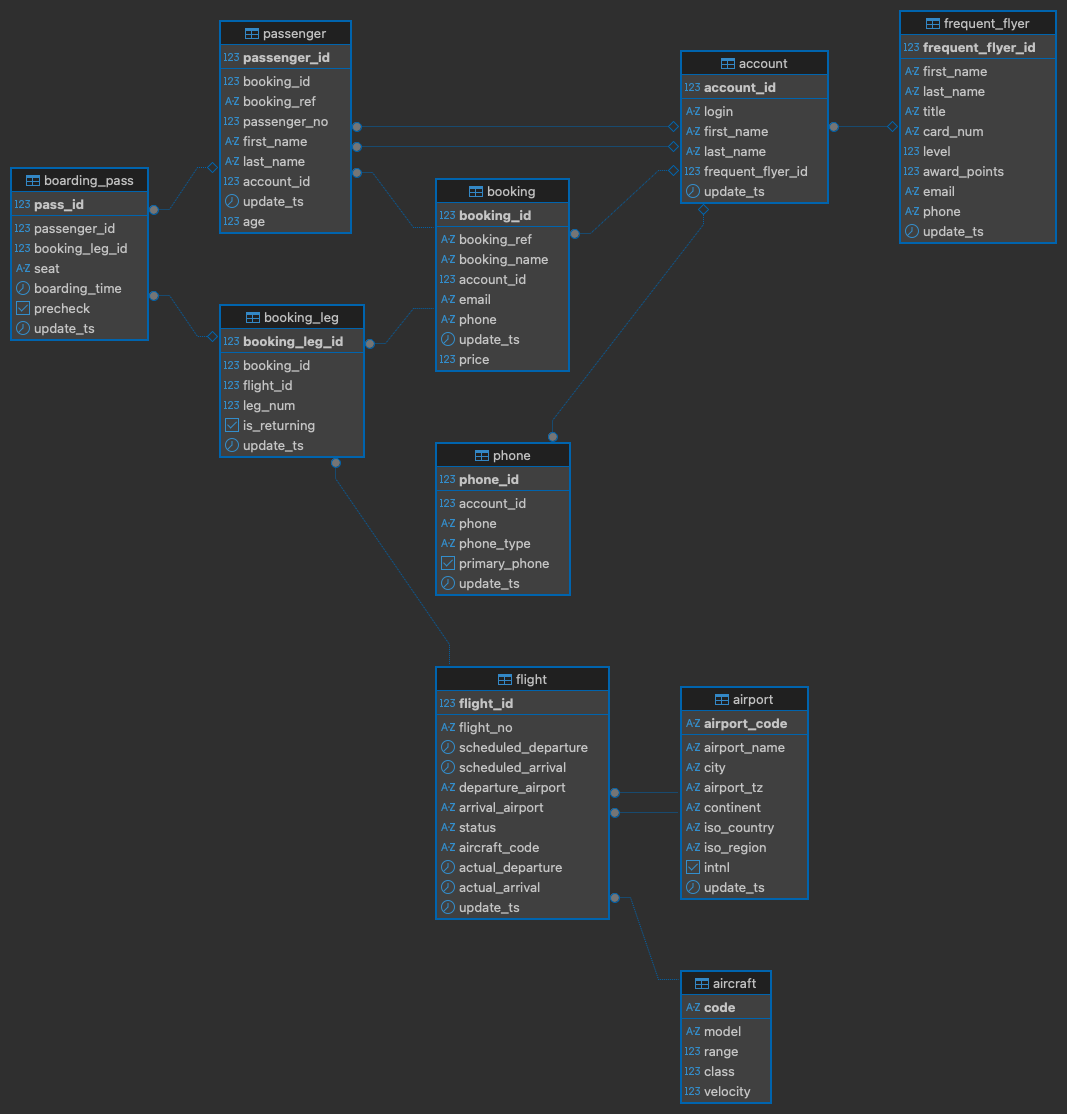 passenger
123 passenger_id
123 booking_id
A-Z booking_ref
123 passenger_no
123 first_name
A-Z last_name
123 account_id
update_ts
123 age
account
123 account_id
A-Z login
A-Z first_name
A-Z last_name
123 frequent_flyer_id
update_ts
frequent_flyer
123 frequent_flyer_id
A-Z first_name
A-Z last_name
A-Z title
A-Z card_num
123 level
123 award_points
A-Z email
A-Z phone
update_ts
boarding_pass
123 pass_id
123 passenger_id
123 booking_leg_id
A-Z seat
boarding_time
precheck
update_ts
booking
123 booking_id
A-Z booking_ref
A-Z booking_name
123 account_id
A-Z email
A-Z phone
update_ts
123 price
booking_leg
123 booking_leg_id
123 booking_id
123 flight_id
123 leg_num
is_returning
update_ts
phone
123 phone_id
123 account_id
A-Z phone
A-Z phone_type
primary_phone
update_ts
flight
123 flight_id
A-Z flight_no
scheduled_departure
scheduled_arrival
A-Z departure_airport
A-Z arrival_airport
A-Z status
A-Z aircraft_code
actual_departure
actual_arrival
update_ts
airport
A-Z airport_code
A-Z airport_name
A-Z city
A-Z airport_tz
A-Z continent
A-Z iso_country
A-Z iso_region
intnl
update_ts
aircraft
A-Z code
A-Z model
123 range
123 class
123 velocity